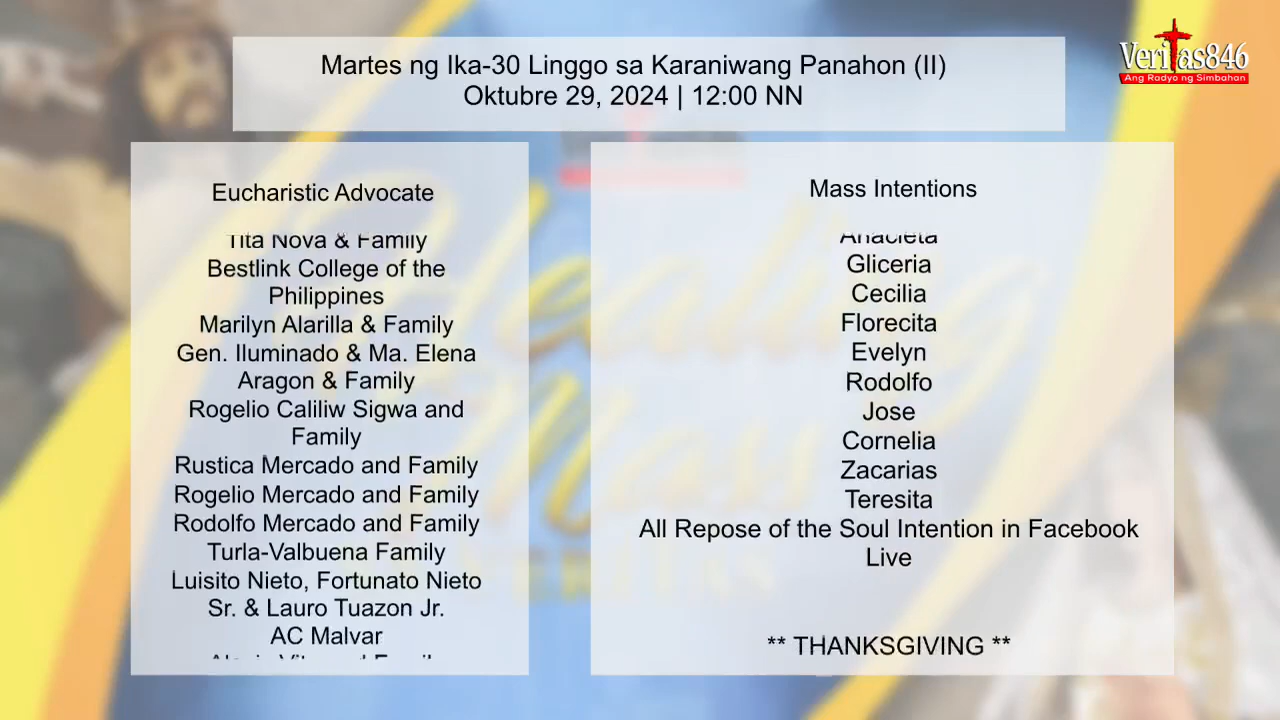 Martes ng Ika-30 Linggo sa Karaniwang Panahon (II)
Oktubre 29, 2024 | 12:00 NN
Veritas846
Ang Radyo ng Simbahan
Eucharistic Advocate
Tita Nova & Family
Bestlink College of the
Philippines
Marilyn Alarilla & Family
Gen. Iluminado & Ma. Elena
Aragon & Family
Rogelio Caliliw Sigwa and
Family
Rustica Mercado and Family
Rogelio Mercado and Family
Rodolfo Mercado and Family
Turla-Valbuena Family
Luisito Nieto, Fortunato Nieto
Sr. & Lauro Tuazon Jr.
AC Malvar
Mass Intentions
Anacleta
Gliceria
Cecilia
Florecita
Evelyn
Rodolfo
Jose
Cornelia
Zacarias
Teresita
All Repose of the Soul Intention in Facebook
Live
** THANKSGIVING **
Healing
Mass